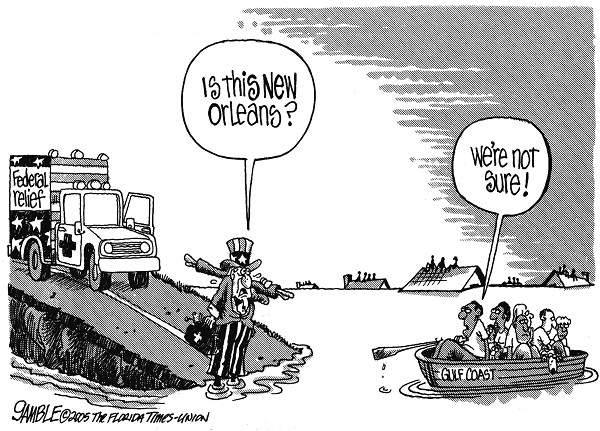 Is this New
Orleans?
We're not
sure!
Federal
relief
Gulf Coast
Gamble ©2005 The Florida Times-Union